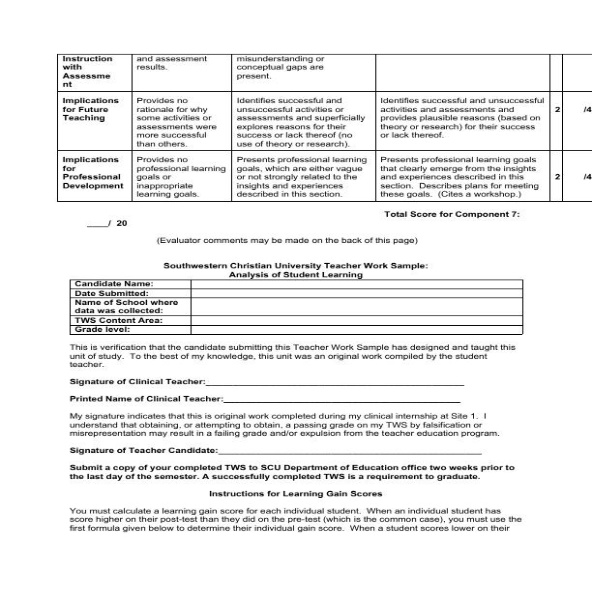 Instruction with Assessme nt
and assessment results.
misunderstanding or conceptual gaps are present.
Implications for Future Teaching
Provides no rationale for why some activities or assessments were more successful than others.
Identifies successful and unsuccessful activities or assessments and superficially explores reasons for their success or lack thereof (no use of theory or research).
Identifies successful and unsuccessful activities and assessments and provides plausible reasons (based on theory or research) for their success or lack thereof.
2
/4
Implications for Professional Development
Provides no professional learning goals or inappropriate learning goals.
Presents professional learning goals, which are either vague or not strongly related to the insights and experiences described in this section.
Presents professional learning goals that clearly emerge from the insights and experiences described in this section. Describes plans for meeting these goals. (Cites a workshop.)
2
/4
Total Score for Component 7:
____/ 20
(Evaluator comments may be made on the back of this page)
Southwestern Christian University Teacher Work Sample:
Analysis of Student Learning
Candidate Name:
Date Submitted:
Name of School where
data was collected:
TWS Content Area:
Grade level:
This is verification that the candidate submitting this Teacher Work Sample has designed and taught this
unit of study. To the best of my knowledge, this unit was an original work compiled by the student
teacher.
Signature of Clinical Teacher:
Printed Name of Clinical Teacher:
My signature indicates that this is original work completed during my clinical internship at Site 1. I
understand that obtaining, or attempting to obtain, a passing grade on my TWS by falsification or
misrepresentation may result in a failing grade and/or expulsion from the teacher education program.
Signature of Teacher Candidate:
Submit a copy of your completed TWS to SCU Department of Education office two weeks prior to
the last day of the semester. A successfully completed TWS is a requirement to graduate.
Instructions for Learning Gain Scores
You must calculate a learning gain score for each individual student. When an individual student has
score higher on their post-test than they did on the pre-test (which is the common case), you must use the
first formula given below to determine their individual gain score. When a student scores lower on their